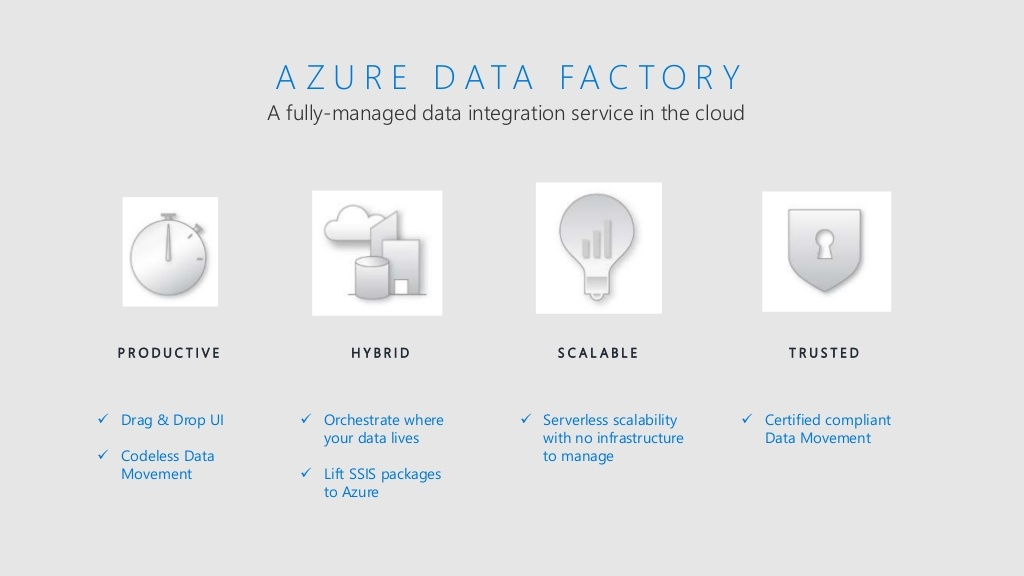 AZURE DATA FACTORY
A fully-managed data integration service in the cloud
PRODUCTIVE
HYBRID
SCALABLE
TRUSTED
✓ Drag & Drop UI
✓ Codeless Data
Movement
✓ Orchestrate where
your data lives
✓ Lift SSIS packages
to Azure
✓ Serverless scalability
with no infrastructure
to manage
✓ Certified compliant
Data Movement